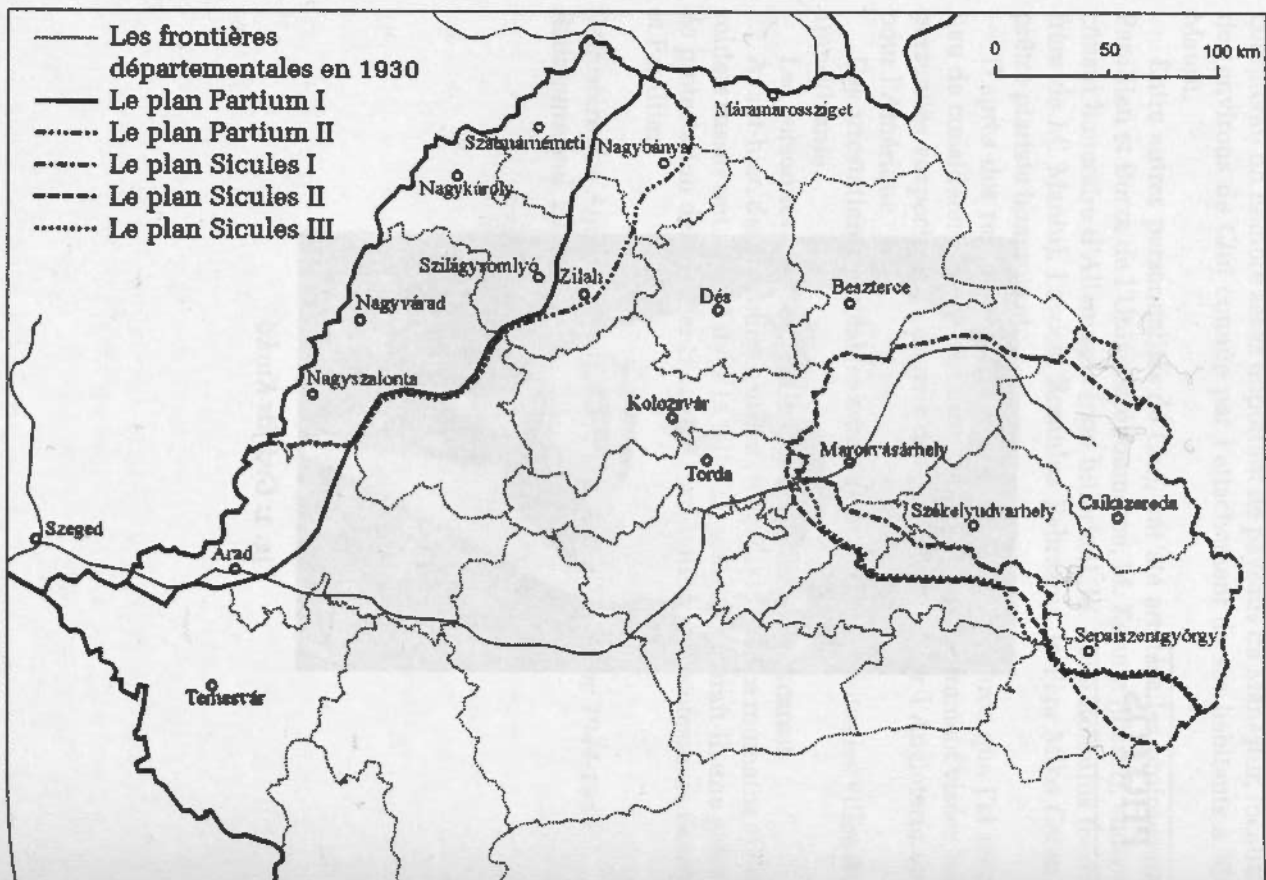 Les frontières
départementales en 1930
Le plan Partium I
Le plan Partium II
Le plan Sicules I
Le plan Sicules II
Le plan Sicules III
0 50 100 km
Máramarossziget
Szatmárnémeti
Nagybánya
Nagykároly
Szilágysomlyó
Zilah
Nagyvárad
Dés
Beszterce
Nagyszalonta
Kolozsvár
Torda
Marosvásárhely
Székelyudvarhely
Csíkszereda
Szeged
Arad
Sepsiszentgyörgy
Temesvár